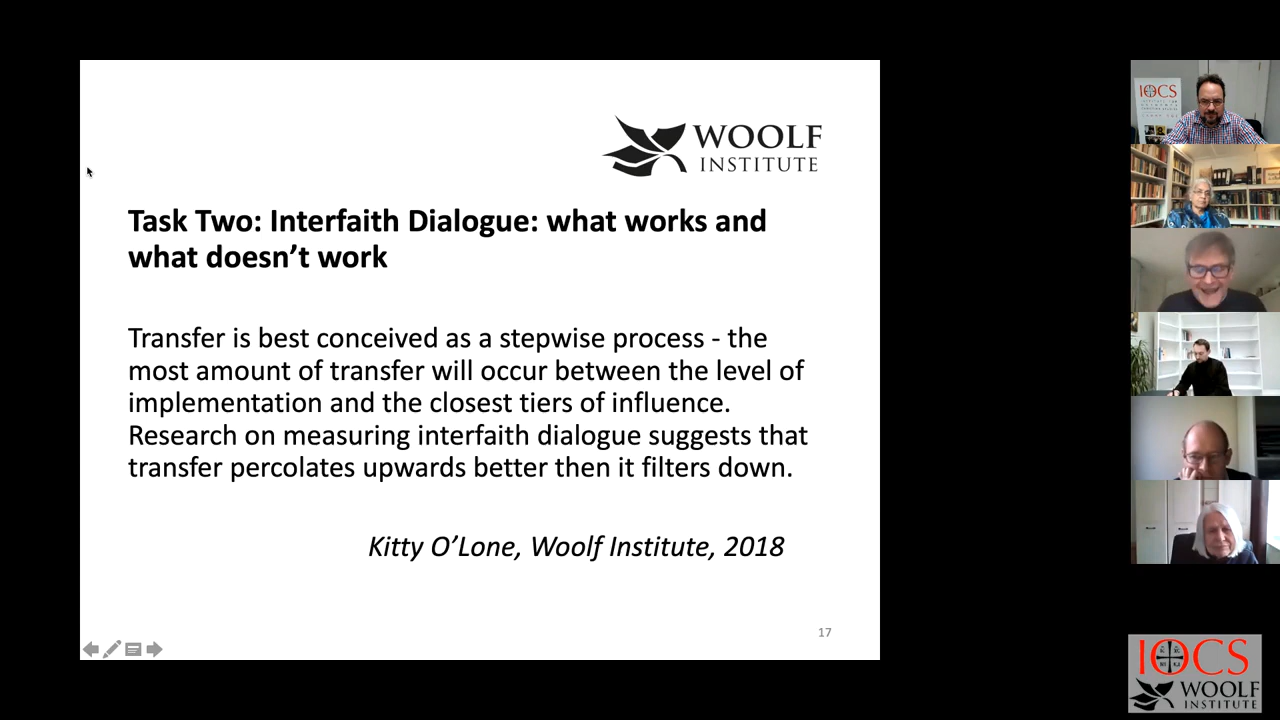 WOOLF
INSTITUTE
Task Two: Interfaith Dialogue: what works and
what doesn’t work
Transfer is best conceived as a stepwise process - the
most amount of transfer will occur between the level of
implementation and the closest tiers of influence.
Research on measuring interfaith dialogue suggests that
transfer percolates upwards better then it filters down.
Kitty O’Lone, Woolf Institute, 2018
17
IOCS
IOCS
WOOLF
INSTITUTE